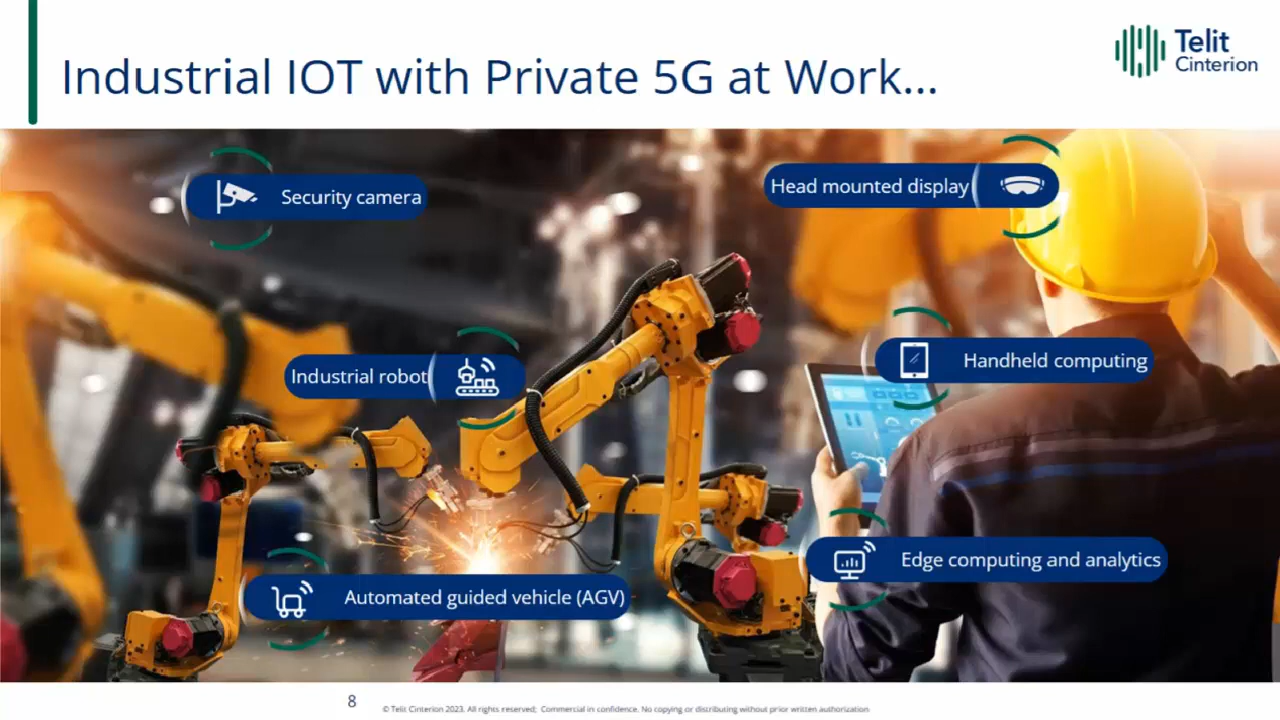 Industrial IOT with Private 5G at Work...
Telit
Cinterion
Security camera
Head mounted display
Industrial robot
Handheld computing
Edge computing and analytics
Automated guided vehicle (AGV)
8
© Telit Cinterion 2023. All rights reserved; Commercial in confidence. No copying or distributing without prior written authorization